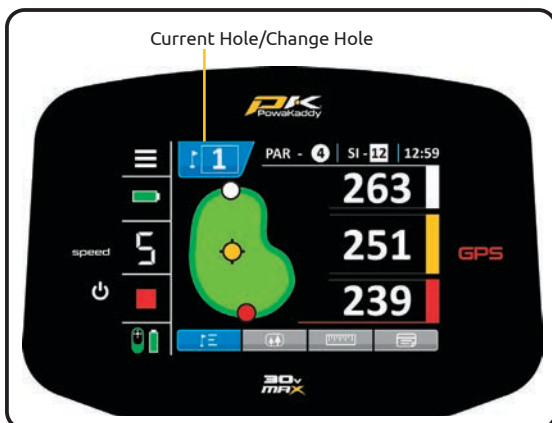 Current Hole/Change Hole
PK
PowaKaddy
1 PAR - 4 SI - 12 12:59
263
speed 5 251 GPS
239
30V
MAX